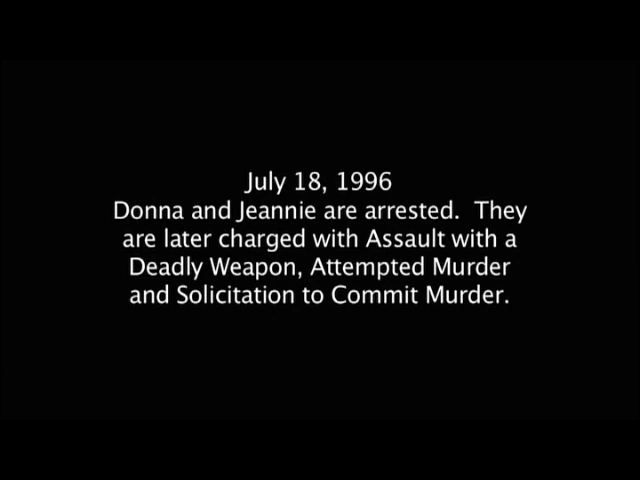 July 18, 1996
Donna and Jeannie are arrested.  They
are later charged with Assault with a
Deadly Weapon, Attempted Murder
and Solicitation to Commit Murder.